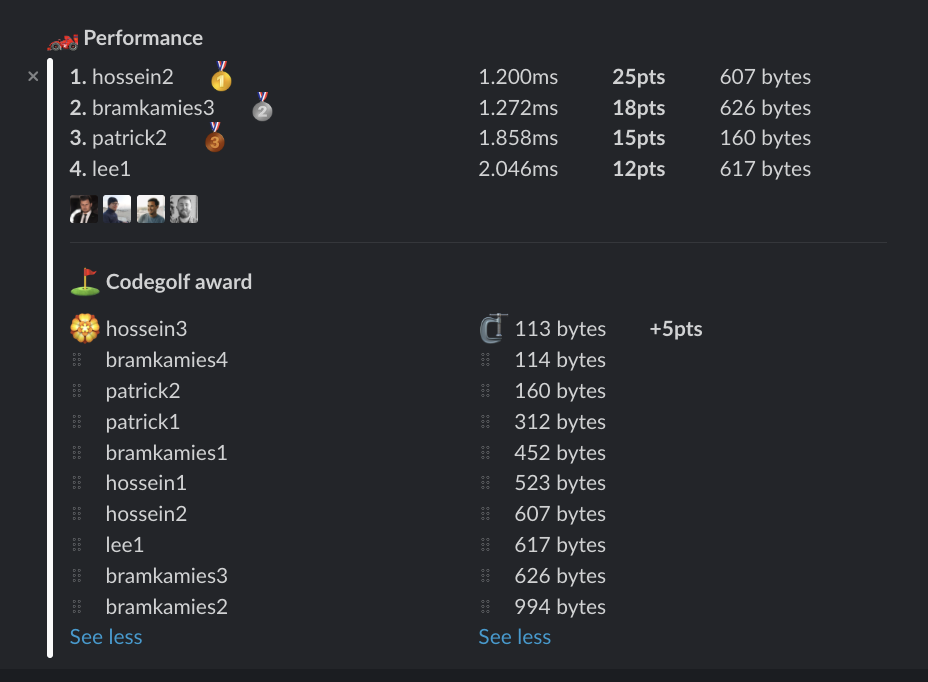 Performance
1. hossein2 1 1.200ms 25pts 607 bytes
2. bramkamies3 2 1.272ms 18pts 626 bytes
3. patrick2 3 1.858ms 15pts 160 bytes
4. lee1 2.046ms 12pts 617 bytes
Codegolf award
hossein3 113 bytes +5pts
bramkamies4 114 bytes
patrick2 160 bytes
patrick1 312 bytes
bramkamies1 452 bytes
hossein1 523 bytes
hossein2 607 bytes
lee1 617 bytes
bramkamies3 626 bytes
bramkamies2 994 bytes
See less See less